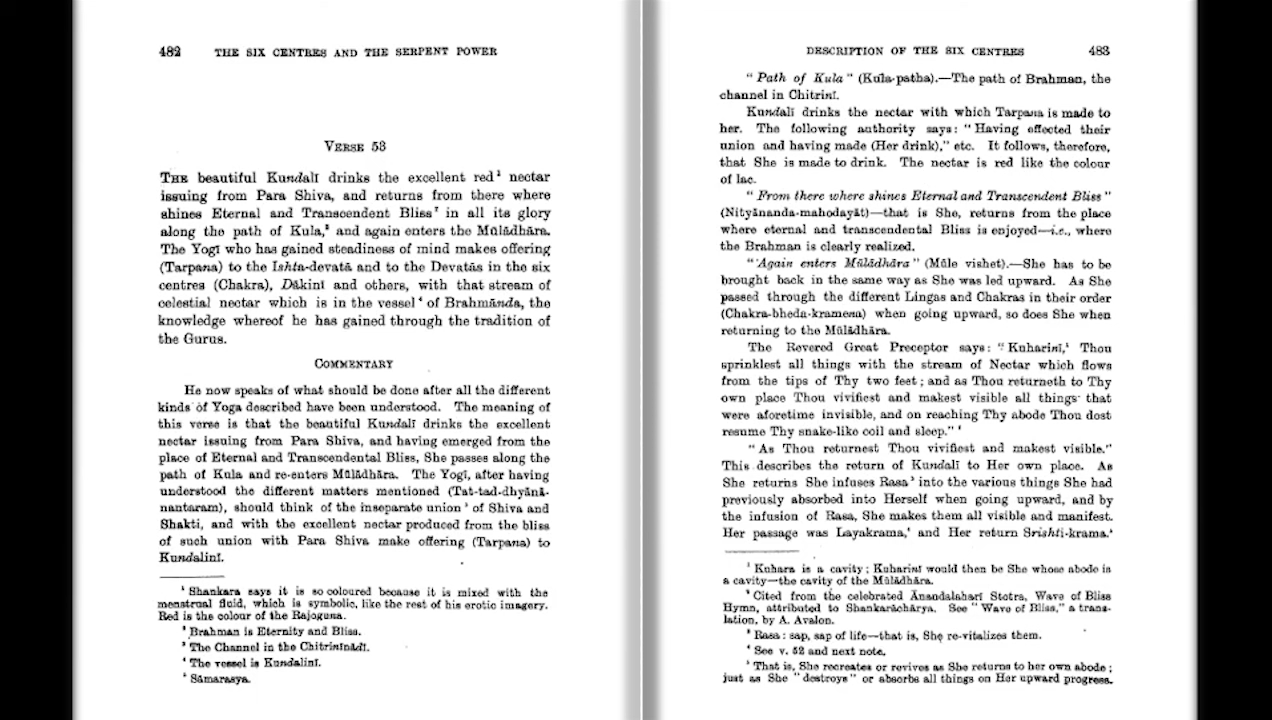 482 THE SIX CENTRES AND THE SERPENT POWER
VERSE 53
THE beautiful Kundalī drinks the excellent red¹ nectar
issuing from Para Shiva, and returns from there where
shines Eternal and Transcendent Bliss² in all its glory
along the path of Kula,³ and again enters the Mūlādhāra.
The Yogī who has gained steadiness of mind makes offering
(Tarpana) to the Ishta-devatā and to the Devatās in the six
centres (Chakra), Dākinī and others, with that stream of
celestial nectar which is in the vessel⁴ of Brahmānda, the
knowledge whereof he has gained through the tradition of
the Gurus.
COMMENTARY
He now speaks of what should be done after all the different
kinds of Yoga described have been understood. The meaning of
this verse is that the beautiful Kundalī drinks the excellent
nectar issuing from Para Shiva, and having emerged from the
place of Eternal and Transcendental Bliss, She passes along the
path of Kula and re-enters Mūlādhāra. The Yogī, after having
understood the different matters mentioned (Tat-tad-dhyānā-
nantaram), should think of the inseparate union⁵ of Shiva and
Shakti, and with the excellent nectar produced from the bliss
of such union with Para Shiva make offering (Tarpana) to
Kundalinī.
¹ Shankara says it is so coloured because it is mixed with the
menstrual fluid, which is symbolic, like the rest of his erotic imagery.
Red is the colour of the Rajoguna.
² Brahman is Eternity and Bliss.
³ The Channel in the Chitrinīnādī.
⁴ The vessel is Kundalinī.
⁵ Sāmarasya.
DESCRIPTION OF THE SIX CENTRES 483
"Path of Kula" (Kula-patha).—The path of Brahman, the
channel in Chitrinī.
Kundalī drinks the nectar with which Tarpana is made to
her. The following authority says: "Having effected their
union and having made (Her drink)," etc. It follows, therefore,
that She is made to drink. The nectar is red like the colour
of lac.
"From there where shines Eternal and Transcendent Bliss"
(Nityānanda-mahodayāt)—that is She, returns from the place
where eternal and transcendental Bliss is enjoyed—i.e., where
the Brahman is clearly realized.
"Again enters Mūlādhāra" (Mūle vishet).—She has to be
brought back in the same way as She was led upward. As She
passed through the different Lingas and Chakras in their order
(Chakra-bheda-kramena) when going upward, so does She when
returning to the Mūlādhāra.
The Revered Great Preceptor says: "Kuharinī,¹ Thou
sprinklest all things with the stream of Nectar which flows
from the tips of Thy two feet; and as Thou returneth to Thy
own place Thou vivifiest and makest visible all things that
were aforetime invisible, and on reaching Thy abode Thou dost
resume Thy snake-like coil and sleep." ²
"As Thou returnest Thou vivifiest and makest visible."
This describes the return of Kundalī to Her own place. As
She returns She infuses Rasa³ into the various things She had
previously absorbed into Herself when going upward, and by
the infusion of Rasa, She makes them all visible and manifest.
Her passage was Layakrama,⁴ and Her return Srishti-krama.⁵
¹ Kuhara is a cavity; Kuharinī would then be She whose abode is
a cavity—the cavity of the Mūlādhāra.
² Cited from the celebrated Ānandalaharī Stotra, Wave of Bliss
Hymn, attributed to Shankarāchārya. See "Wave of Bliss," a trans-
lation, by A. Avalon.
³ Rasa: sap, sap of life—that is, She re-vitalizes them.
⁴ See v. 52 and next note.
⁵ That is, She recreates or revives as She returns to her own abode;
just as She "destroys" or absorbs all things on Her upward progress.